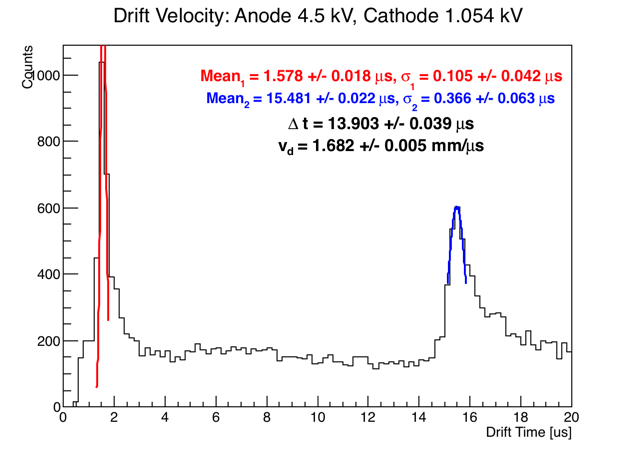 Drift Velocity: Anode 4.5 kV, Cathode 1.054 kV
Counts
Mean1 = 1.578 +/- 0.018 μs, σ1 = 0.105 +/- 0.042 μs
Mean2 = 15.481 +/- 0.022 μs, σ2 = 0.366 +/- 0.063 μs
Δ t = 13.903 +/- 0.039 μs
vd = 1.682 +/- 0.005 mm/μs
1000
800
600
400
200
0
0 2 4 6 8 10 12 14 16 18 20
Drift Time [us]